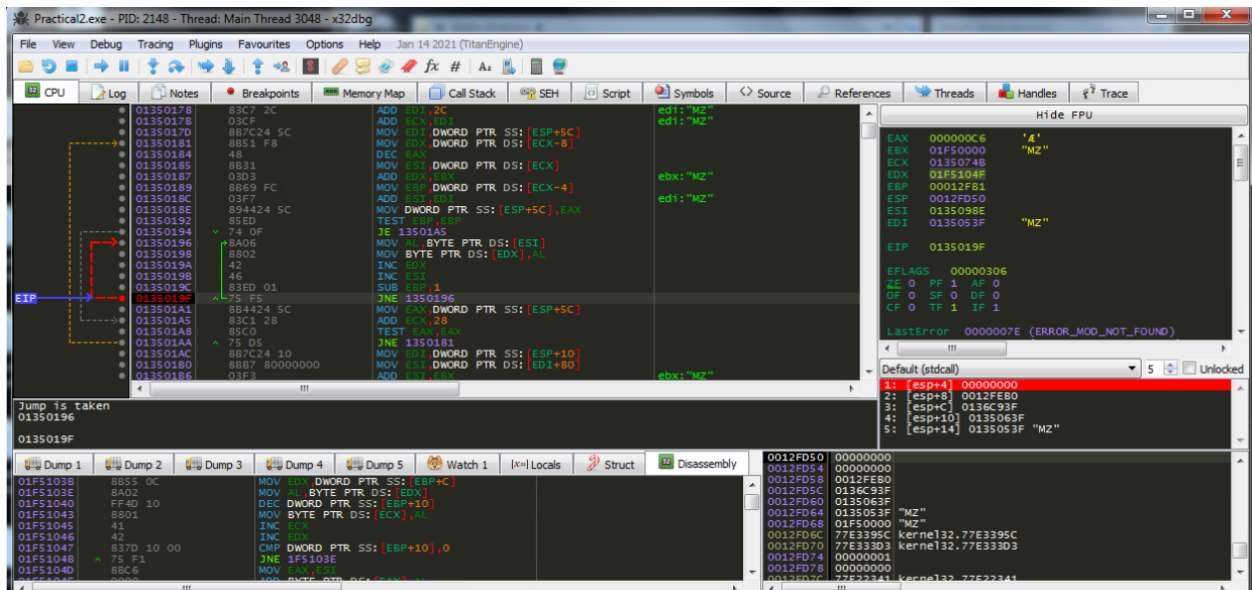 Practical2.exe - PID: 2148 - Thread: Main Thread 3048 - x32dbg
File View Debug Tracing Plugins Favourites Options Help Jan 14 2021 (TitanEngine)
CPU Log Notes Breakpoints Memory Map Call Stack SEH Script Symbols Source References Threads Handles Trace
01350178 83C7 2C ADD EDI,2C edi:"MZ"
0135017B 03CF ADD ECX,EDI edi:"MZ"
0135017D 8B7C24 5C MOV EDI,DWORD PTR SS:[ESP+5C]
01350181 8B51 F8 MOV EDX,DWORD PTR DS:[ECX-8]
01350184 48 DEC EAX
01350185 8B31 MOV ESI,DWORD PTR DS:[ECX]
01350187 03D3 ADD EDX,EBX ebx:"MZ"
01350189 8B69 FC MOV EBP,DWORD PTR DS:[ECX-4]
0135018C 03F7 ADD ESI,EDI edi:"MZ"
0135018E 894424 5C MOV DWORD PTR SS:[ESP+5C],EAX
01350192 85ED TEST EBP,EBP
01350194 74 0F JE 13501A5
01350196 8A06 MOV AL,BYTE PTR DS:[ESI]
01350198 8802 MOV BYTE PTR DS:[EDX],AL
0135019A 42 INC EDX
0135019B 46 INC ESI
0135019C 83ED 01 SUB EBP,1
EIP 0135019F 75 F5 JNE 1350196
013501A1 8B4424 5C MOV EAX,DWORD PTR SS:[ESP+5C]
013501A5 83C1 28 ADD ECX,28
013501A8 85C0 TEST EAX,EAX
013501AA 75 D5 JNE 1350181
013501AC 8B7C24 10 MOV EDI,DWORD PTR SS:[ESP+10]
013501B0 8BB7 80000000 MOV ESI,DWORD PTR DS:[EDI+80]
013501B6 03F3 ADD ESI,EBX ebx:"MZ"
Hide FPU
EAX 000000C6 'Æ'
EBX 01F50000 "MZ"
ECX 0135074B
EDX 01F5104F
EBP 00012FB1
ESP 0012FD50
ESI 0135098E
EDI 0135053F "MZ"
EIP 0135019F
EFLAGS 00000306
ZF 0 PF 1 AF 0
OF 0 SF 0 DF 0
CF 0 TF 1 IF 1
LastError 0000007E (ERROR_MOD_NOT_FOUND)
Default (stdcall) 5 Unlocked
1: [esp+4] 00000000
2: [esp+8] 0012FEB0
3: [esp+C] 0136C93F
4: [esp+10] 0135063F
5: [esp+14] 0135053F "MZ"
Jump is taken
01350196
0135019F
Dump 1 Dump 2 Dump 3 Dump 4 Dump 5 Watch 1 [x=] Locals Struct Disassembly
01F5103B 8B55 0C MOV EDX,DWORD PTR SS:[EBP+C]
01F5103E 8A02 MOV AL,BYTE PTR DS:[EDX]
01F51040 FF4D 10 DEC DWORD PTR SS:[EBP+10]
01F51043 8801 MOV BYTE PTR DS:[ECX],AL
01F51045 41 INC ECX
01F51046 42 INC EDX
01F51047 837D 10 00 CMP DWORD PTR SS:[EBP+10],0
01F5104B 75 F1 JNE 1F5103E
01F5104D 8BC6 MOV EAX,ESI
01F5104F 0000 ADD BYTE PTR DS:[EAX],AL
0012FD50 00000000
0012FD54 00000000
0012FD58 0012FEB0
0012FD5C 0136C93F
0012FD60 0135063F
0012FD64 0135053F "MZ"
0012FD68 01F50000 "MZ"
0012FD6C 77E3395C kernel32.77E3395C
0012FD70 77E333D3 kernel32.77E333D3
0012FD74 00000001
0012FD78 00000000
0012FD7C 77E22341 kernel32.77E22341